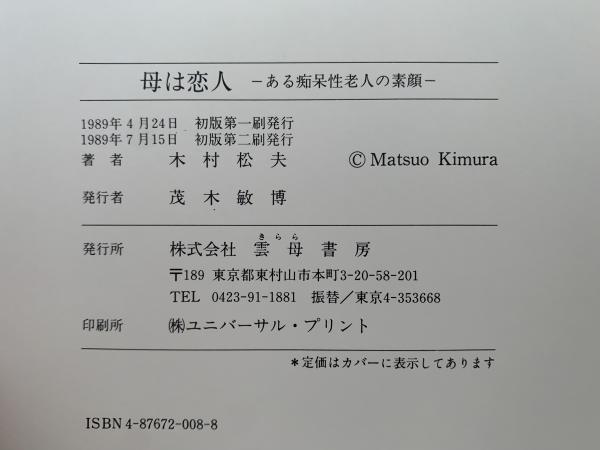 母は恋人 －ある痴呆性老人の素顔－
1989年4月24日 初版第一刷発行
1989年7月15日 初版第二刷発行
著者 木村松夫 © Matsuo Kimura
発行者 茂木敏博
きらら
発行所 株式会社 雲母書房
〒189 東京都東村山市本町3-20-58-201
TEL 0423-91-1881 振替／東京4-353668
印刷所 ㈱ユニバーサル・プリント
＊定価はカバーに表示してあります
ISBN4-87672-008-8